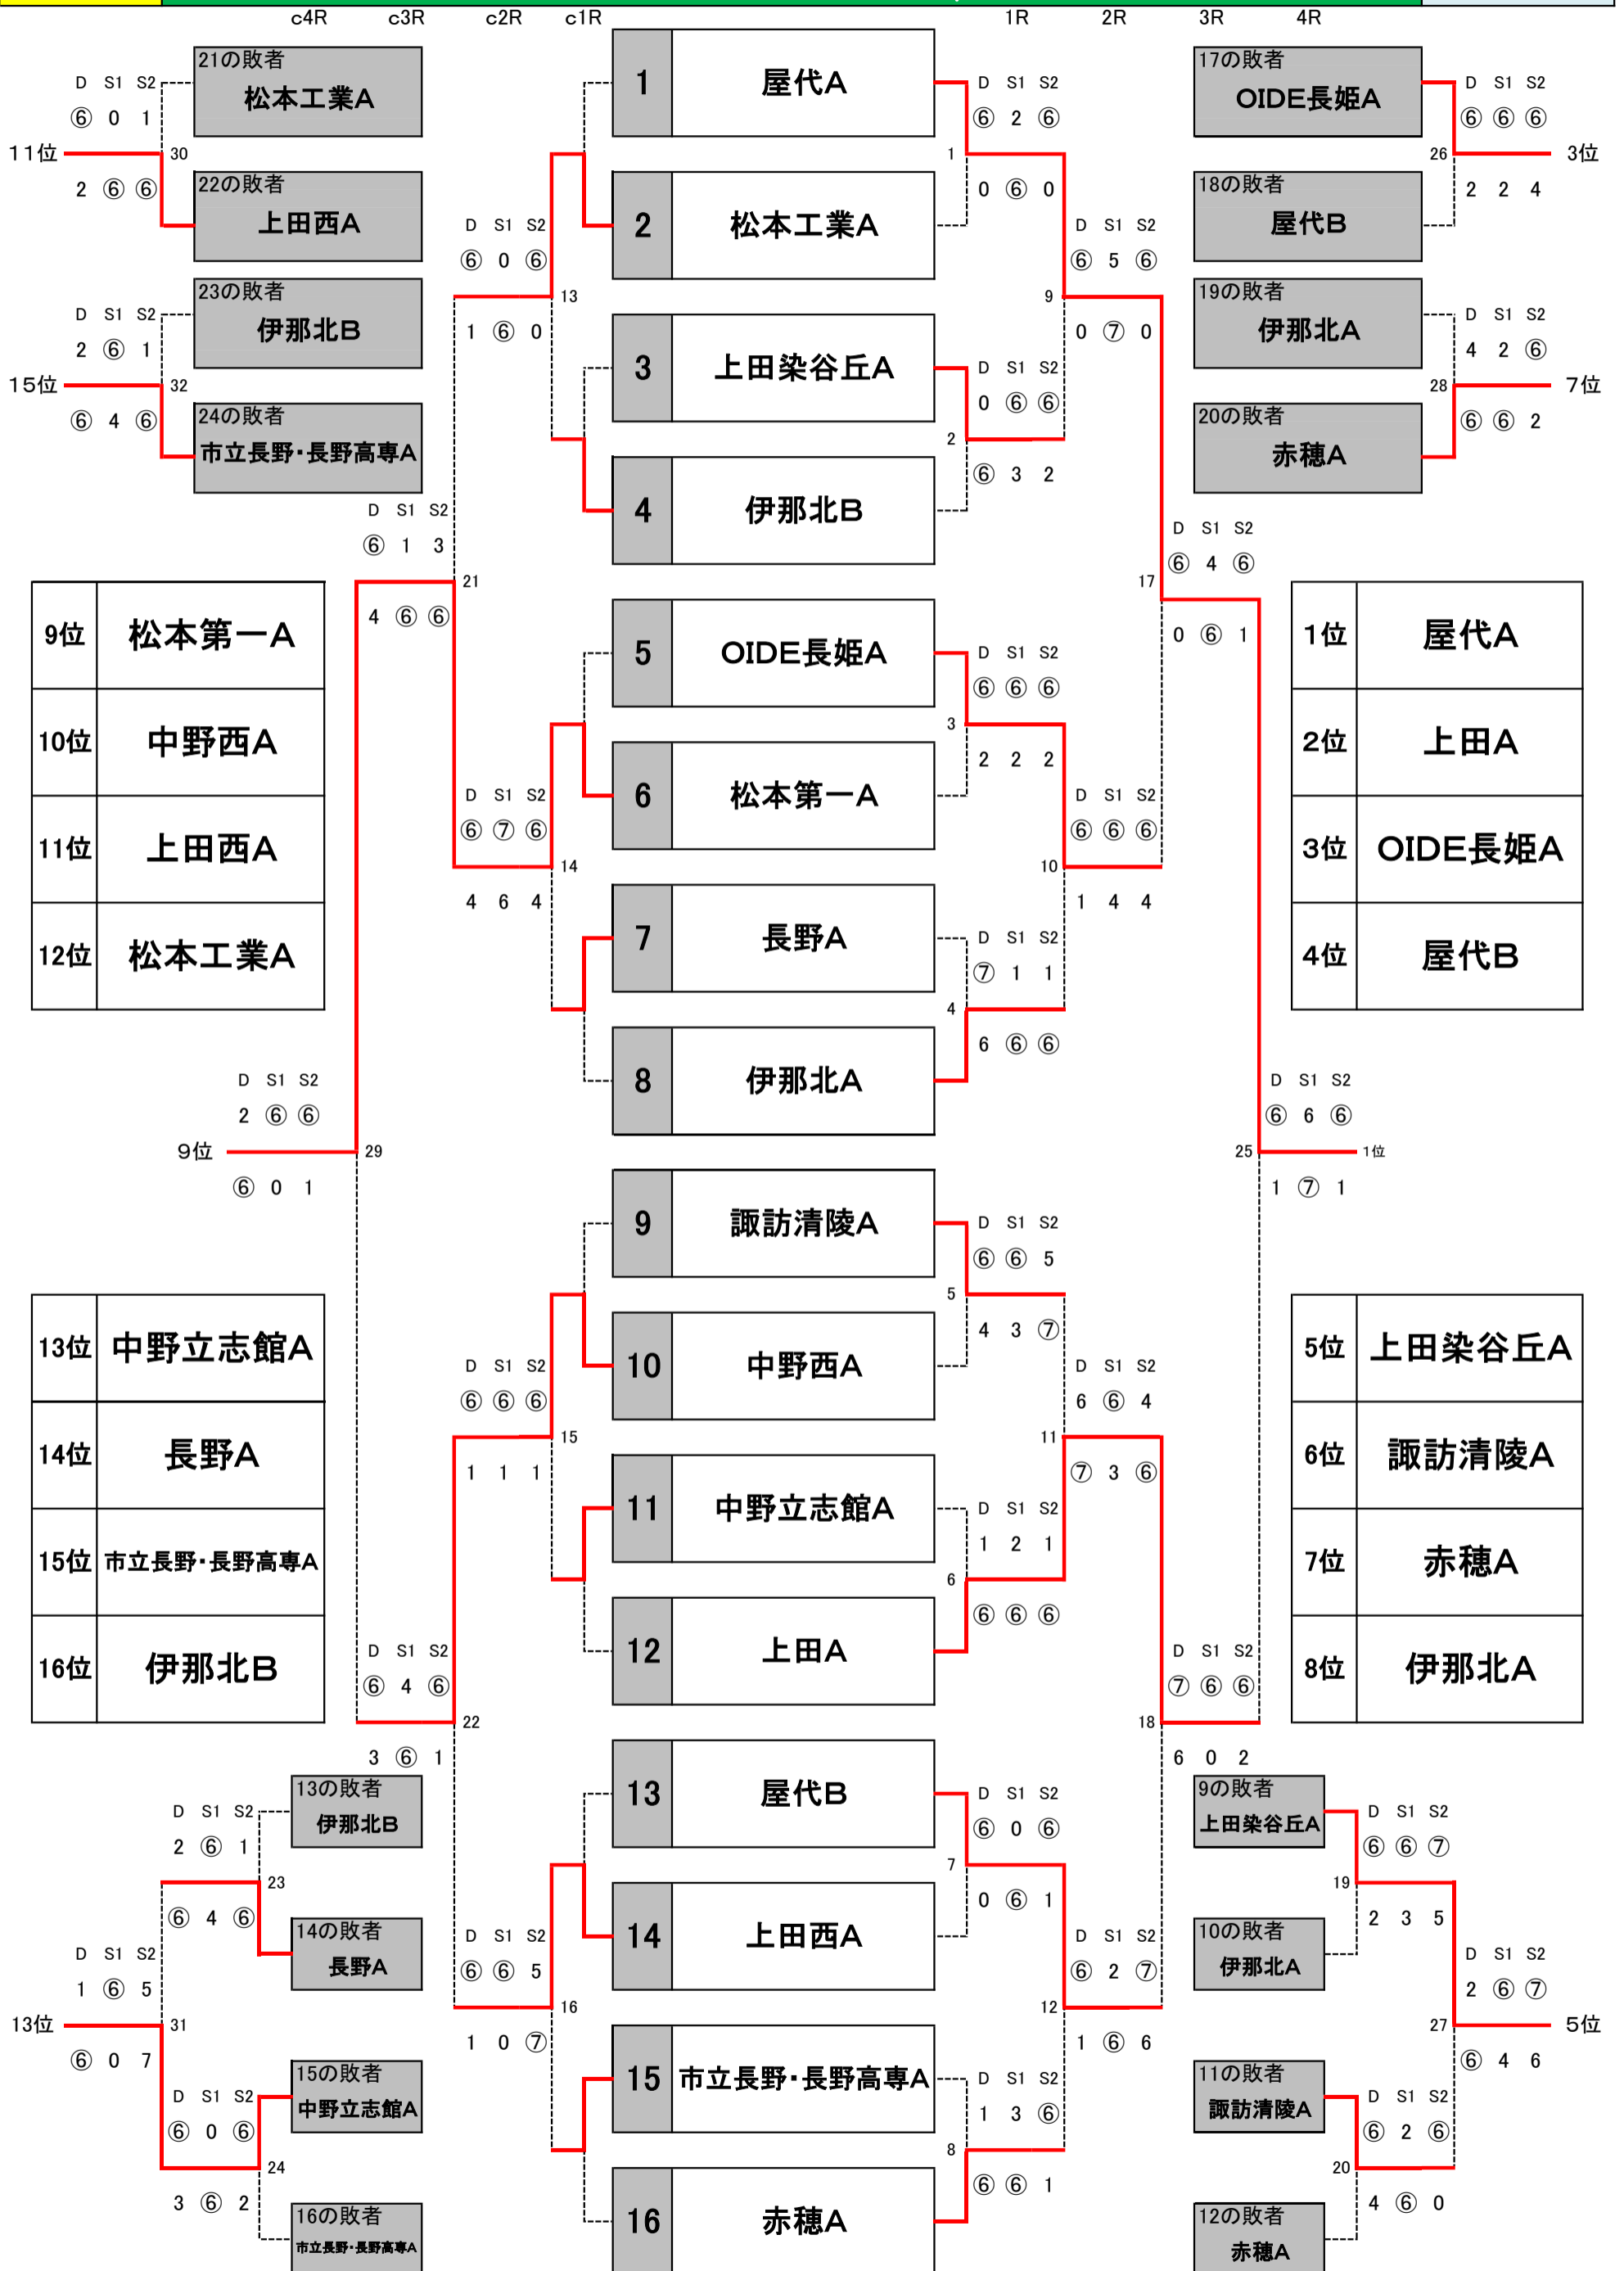 c4R c3R c2R c1R 1R 2R 3R 4R
21の敗者
松本工業A
D S1 S2
⑥ 0 1
11位 30
2 ⑥ ⑥
22の敗者
上田西A
23の敗者
伊那北B
D S1 S2
2 ⑥ 1
15位 32
⑥ 4 ⑥
24の敗者
市立長野・長野高専A
D S1 S2
⑥ 0 ⑥
13
1 ⑥ 0
D S1 S2
⑥ 1 3
21
4 ⑥ ⑥
9位 松本第一A
10位 中野西A
11位 上田西A
12位 松本工業A
D S1 S2
⑥ ⑦ ⑥
14
4 6 4
D S1 S2
2 ⑥ ⑥
9位 29
⑥ 0 1
13位 中野立志館A
14位 長野A
15位 市立長野・長野高専A
16位 伊那北B
D S1 S2
⑥ ⑥ ⑥
15
1 1 1
D S1 S2
⑥ 4 ⑥
22
3 ⑥ 1
13の敗者
伊那北B
D S1 S2
2 ⑥ 1
23
⑥ 4 ⑥
14の敗者
長野A
D S1 S2
1 ⑥ 5
13位 31
⑥ 0 7
15の敗者
中野立志館A
D S1 S2
⑥ 0 ⑥
24
3 ⑥ 2
16の敗者
市立長野・長野高専A
D S1 S2
⑥ ⑥ 5
16
1 0 ⑦
1 屋代A
2 松本工業A
3 上田染谷丘A
4 伊那北B
5 OIDE長姫A
6 松本第一A
7 長野A
8 伊那北A
9 諏訪清陵A
10 中野西A
11 中野立志館A
12 上田A
13 屋代B
14 上田西A
15 市立長野・長野高専A
16 赤穂A
D S1 S2
⑥ 2 ⑥
1
0 ⑥ 0
D S1 S2
0 ⑥ ⑥
2
⑥ 3 2
D S1 S2
⑥ ⑥ ⑥
3
2 2 2
D S1 S2
⑦ 1 1
4
6 ⑥ ⑥
D S1 S2
⑥ ⑥ 5
5
4 3 ⑦
D S1 S2
1 2 1
6
⑥ ⑥ ⑥
D S1 S2
⑥ 0 ⑥
7
0 ⑥ 1
D S1 S2
1 3 ⑥
8
⑥ ⑥ 1
D S1 S2
⑥ 5 ⑥
9
0 ⑦ 0
D S1 S2
⑥ ⑥ ⑥
10
1 4 4
D S1 S2
6 ⑥ 4
11
⑦ 3 ⑥
D S1 S2
⑥ 2 ⑦
12
1 ⑥ 6
D S1 S2
⑥ 4 ⑥
17
0 ⑥ 1
D S1 S2
⑦ ⑥ ⑥
18
6 0 2
D S1 S2
⑥ 6 ⑥
25 1位
1 ⑦ 1
17の敗者
OIDE長姫A
D S1 S2
⑥ ⑥ ⑥
26 3位
2 2 4
18の敗者
屋代B
19の敗者
伊那北A
D S1 S2
4 2 ⑥
28 7位
⑥ ⑥ 2
20の敗者
赤穂A
1位 屋代A
2位 上田A
3位 OIDE長姫A
4位 屋代B
5位 上田染谷丘A
6位 諏訪清陵A
7位 赤穂A
8位 伊那北A
9の敗者
上田染谷丘A
D S1 S2
⑥ ⑥ ⑦
19
2 3 5
10の敗者
伊那北A
D S1 S2
2 ⑥ ⑦
27 5位
⑥ 4 6
11の敗者
諏訪清陵A
D S1 S2
⑥ 2 ⑥
20
4 ⑥ 0
12の敗者
赤穂A